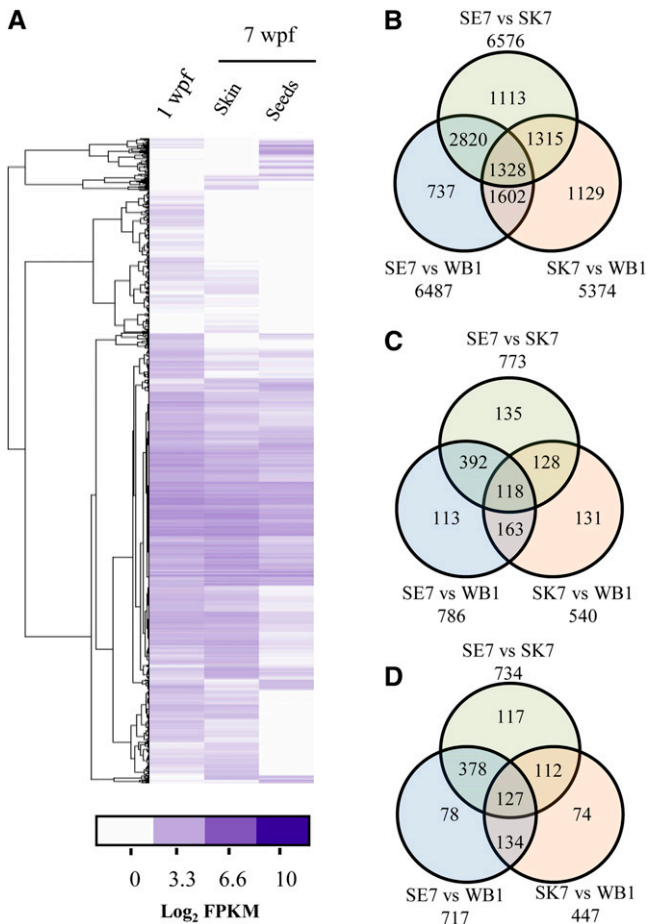 A
7 wpf
1 wpf
Skin
Seeds
0
3.3
6.6
10
Log2 FPKM
B
SE7 vs SK7
6576
1113
2820
1315
1328
1602
737
1129
SE7 vs WB1
6487
SK7 vs WB1
5374
C
SE7 vs SK7
773
135
392
128
118
163
113
131
SE7 vs WB1
786
SK7 vs WB1
540
D
SE7 vs SK7
734
117
378
112
127
134
78
74
SE7 vs WB1
717
SK7 vs WB1
447